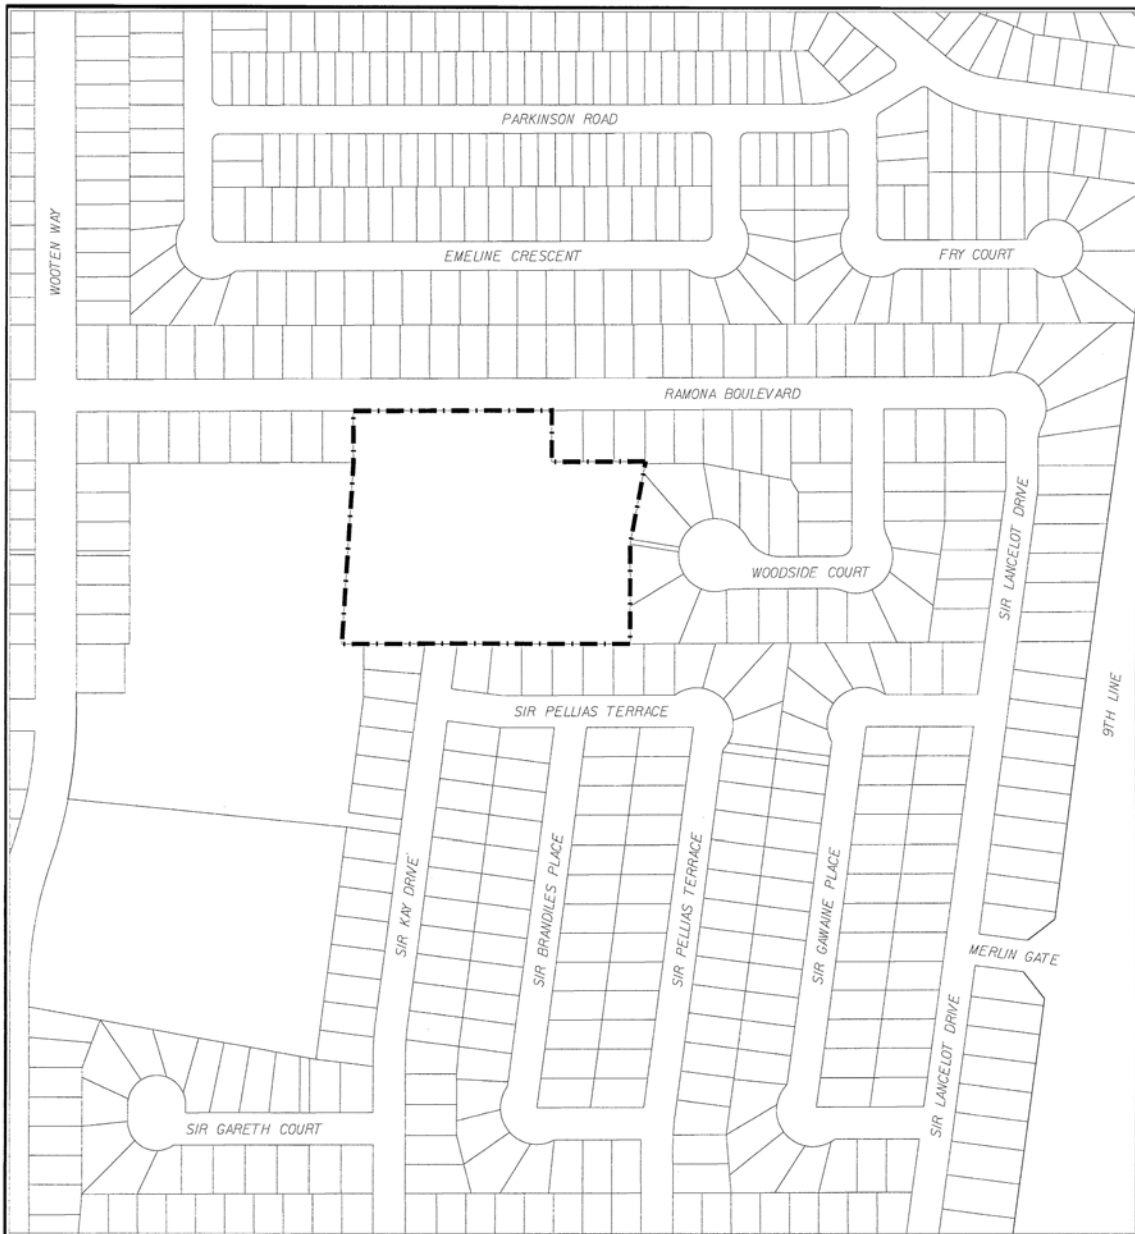 PARKINSON ROAD
WOOTEN WAY
EMELINE CRESCENT
FRY COURT
RAMONA BOULEVARD
SIR LANCELOT DRIVE
WOODSIDE COURT
9TH LINE
SIR PELLIAS TERRACE
SIR KAY DRIVE
SIR BRANDILES PLACE
SIR PELLIAS TERRACE
SIR GAWAINE PLACE
MERLIN GATE
SIR LANCELOT DRIVE
SIR GARETH COURT